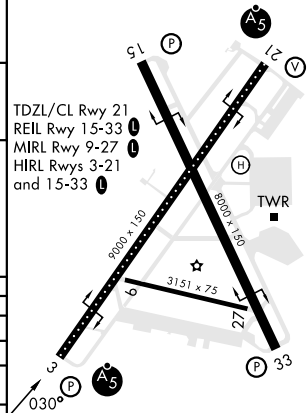 15
P
A5
21
V
TDZL/CL Rwy 21
REIL Rwy 15-33 L
MIRL Rwy 9-27 L
HIRL Rwys 3-21
and 15-33 L
H
TWR
9000 x 150
8000 x 150
3151 x 75
9
27
3
33
P
P
A5
030°